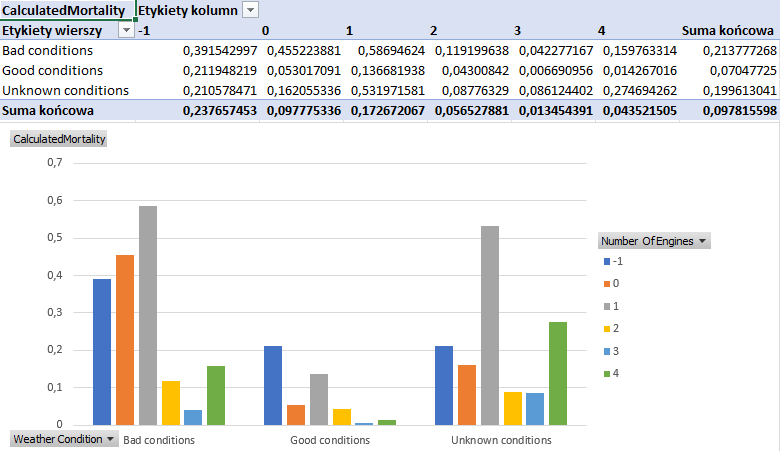 CalculatedMortality Etykiety kolumn
Etykiety wierszy -1 0 1 2 3 4 Suma końcowa
Bad conditions 0,391542997 0,455223881 0,58694624 0,119199638 0,042277167 0,159763314 0,213777268
Good conditions 0,211948219 0,053017091 0,136681938 0,04300842 0,006690956 0,014267016 0,07044725
Unknown conditions 0,210578471 0,162055336 0,531971581 0,08776329 0,086124402 0,274694262 0,199613041
Suma końcowa 0,237657453 0,097775336 0,172672067 0,056527881 0,013454391 0,043521505 0,097815598
CalculatedMortality
0,7
0,6
0,5
0,4
0,3
0,2
0,1
0
Number Of Engines
-1
0
1
2
3
4
Weather Condition Bad conditions Good conditions Unknown conditions